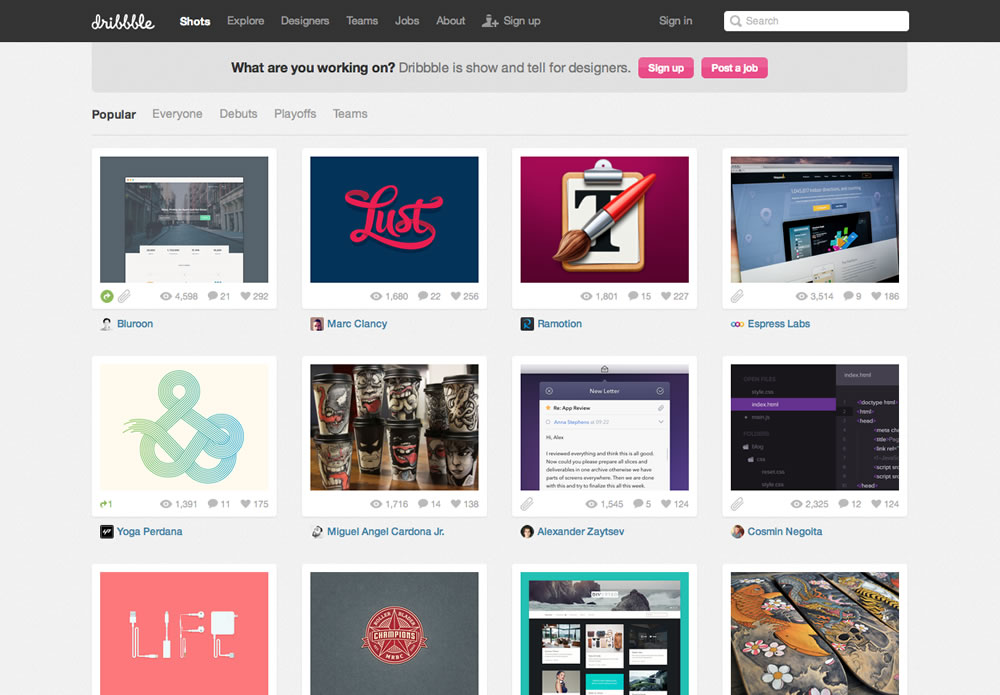 dribbble Shots Explore Designers Teams Jobs About Sign up Sign in Search
What are you working on? Dribbble is show and tell for designers. Sign up Post a job
Popular Everyone Debuts Playoffs Teams
Lust
T
4,598 21 292
1,680 22 256
1,801 15 227
3,514 9 186
Bluroon
Marc Clancy
Ramotion
Espress Labs
New Letter
Re: App Review
Anna Stephens at 09:22
Hi, Alex
I reviewed everything and think this is all good.
Now could you please prepare all slices and
deliverables in one archive otherwise we have
parts of screens everywhere. Then we are done
with this and try to finalize this all this week.
OPEN FILES
style.css
index.html
main.js
FOLDERS
blog
css
reset.css
style.css
index.html
1 <!doctype html>
2 <html>
<head>
<meta cha
<title>Pag
<link rel=
<script src
<script src
</head>
1 1,391 11 175
1,716 14 138
1,545 5 124
2,325 12 124
Yoga Perdana
Miguel Angel Cardona Jr.
Alexander Zaytsev
Cosmin Negoita
CHAMPIONS